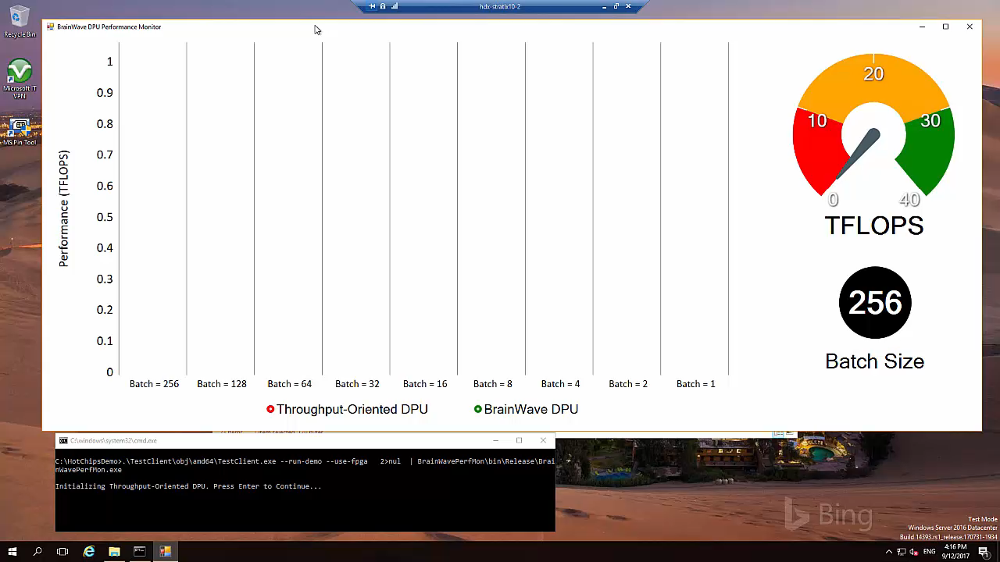 hdx-stratix10-2
Recycle Bin
BrainWave DPU Performance Monitor
Microsoft IT
VPN
MS Pin Tool
Performance (TFLOPS)
1
0.9
0.8
0.7
0.6
0.5
0.4
0.3
0.2
0.1
0
Batch = 256
Batch = 128
Batch = 64
Batch = 32
Batch = 16
Batch = 8
Batch = 4
Batch = 2
Batch = 1
Throughput-Oriented DPU
BrainWave DPU
20
10
30
0
40
TFLOPS
256
Batch Size
C:\windows\system32\cmd.exe
C:\HotChipsDemo>.\TestClient\obj\amd64\TestClient.exe --run-demo --use-fpga 2>nul | BrainWavePerfMon\bin\Release\Brai
nWavePerfMon.exe
Initializing Throughput-Oriented DPU. Press Enter to Continue...
Bing
Test Mode
Windows Server 2016 Datacenter
Build 14393.rs1_release.170731-1934
ENG
4:16 PM
9/12/2017